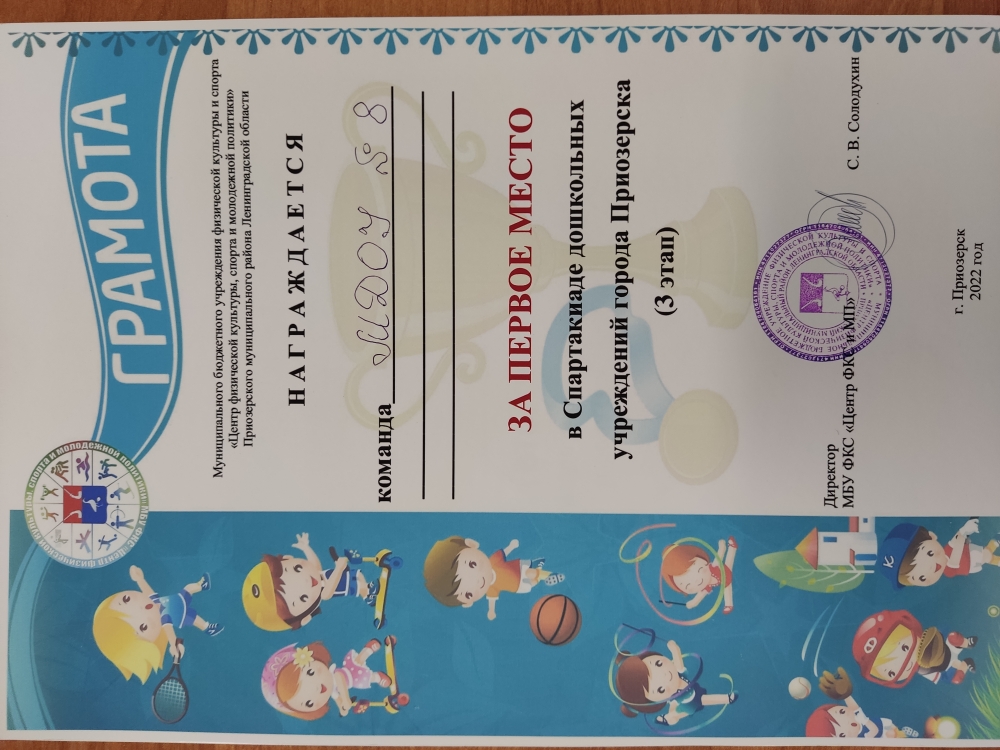 ГРАМОТА
Муниципального бюджетного учреждения физической культуры и спорта
«Центр физической культуры, спорта и молодежной политики»
Приозерского муниципального района Ленинградской области
НАГРАЖДАЕТСЯ
команда МДОУ № 8
ЗА ПЕРВОЕ МЕСТО
в Спартакиаде дошкольных
учреждений города Приозерска
(3 этап)
Директор
МБУ ФКС «Центр ФКС и МП» С. В. Солодухин
г. Приозерск
2022 год